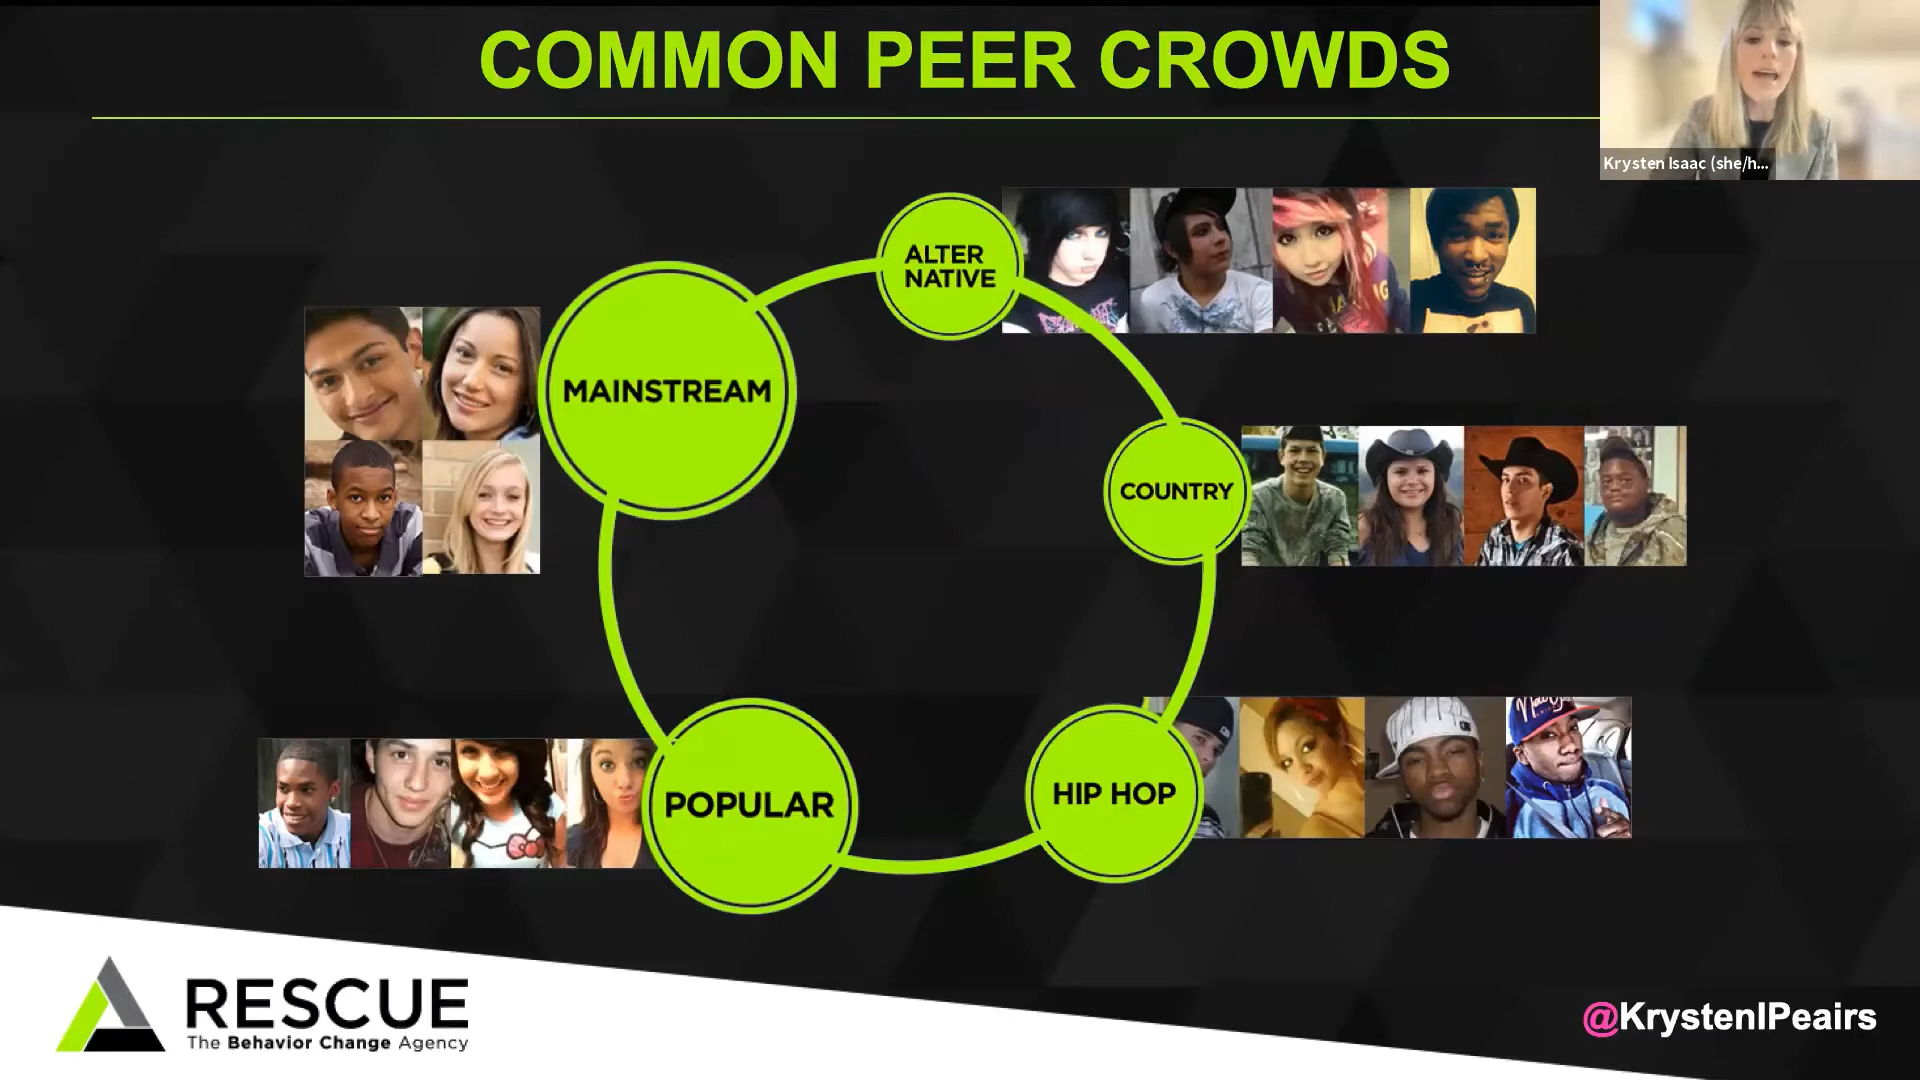 COMMON PEER CROWDS
Krysten Isaac (she/h...
ALTER
NATIVE
MAINSTREAM
COUNTRY
POPULAR
HIP HOP
RESCUE
The Behavior Change Agency
@KrystenIPeairs